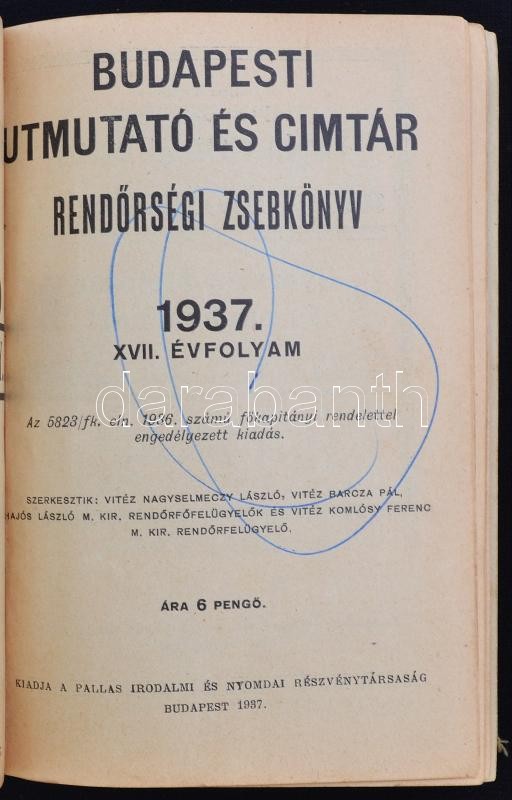 BUDAPESTI
UTMUTATÓ ÉS CIMTÁR
RENDŐRSÉGI ZSEBKÖNYV
1937.
XVII. ÉVFOLYAM
darabanth
Az 5823/fk. eln. 1936. számú főkapitányi rendelettel
engedélyezett kiadás.
SZERKESZTIK: VITÉZ NAGYSELMECZY LÁSZLÓ, VITÉZ BARCZA PÁL,
HAJÓS LÁSZLÓ M. KIR. RENDŐRFŐFELÜGYELŐK ÉS VITÉZ KOMLÓSY FERENC
M. KIR. RENDŐRFELÜGYELŐ.
ÁRA 6 PENGŐ.
KIADJA A PALLAS IRODALMI ÉS NYOMDAI RÉSZVÉNYTÁRSASÁG
BUDAPEST 1937.